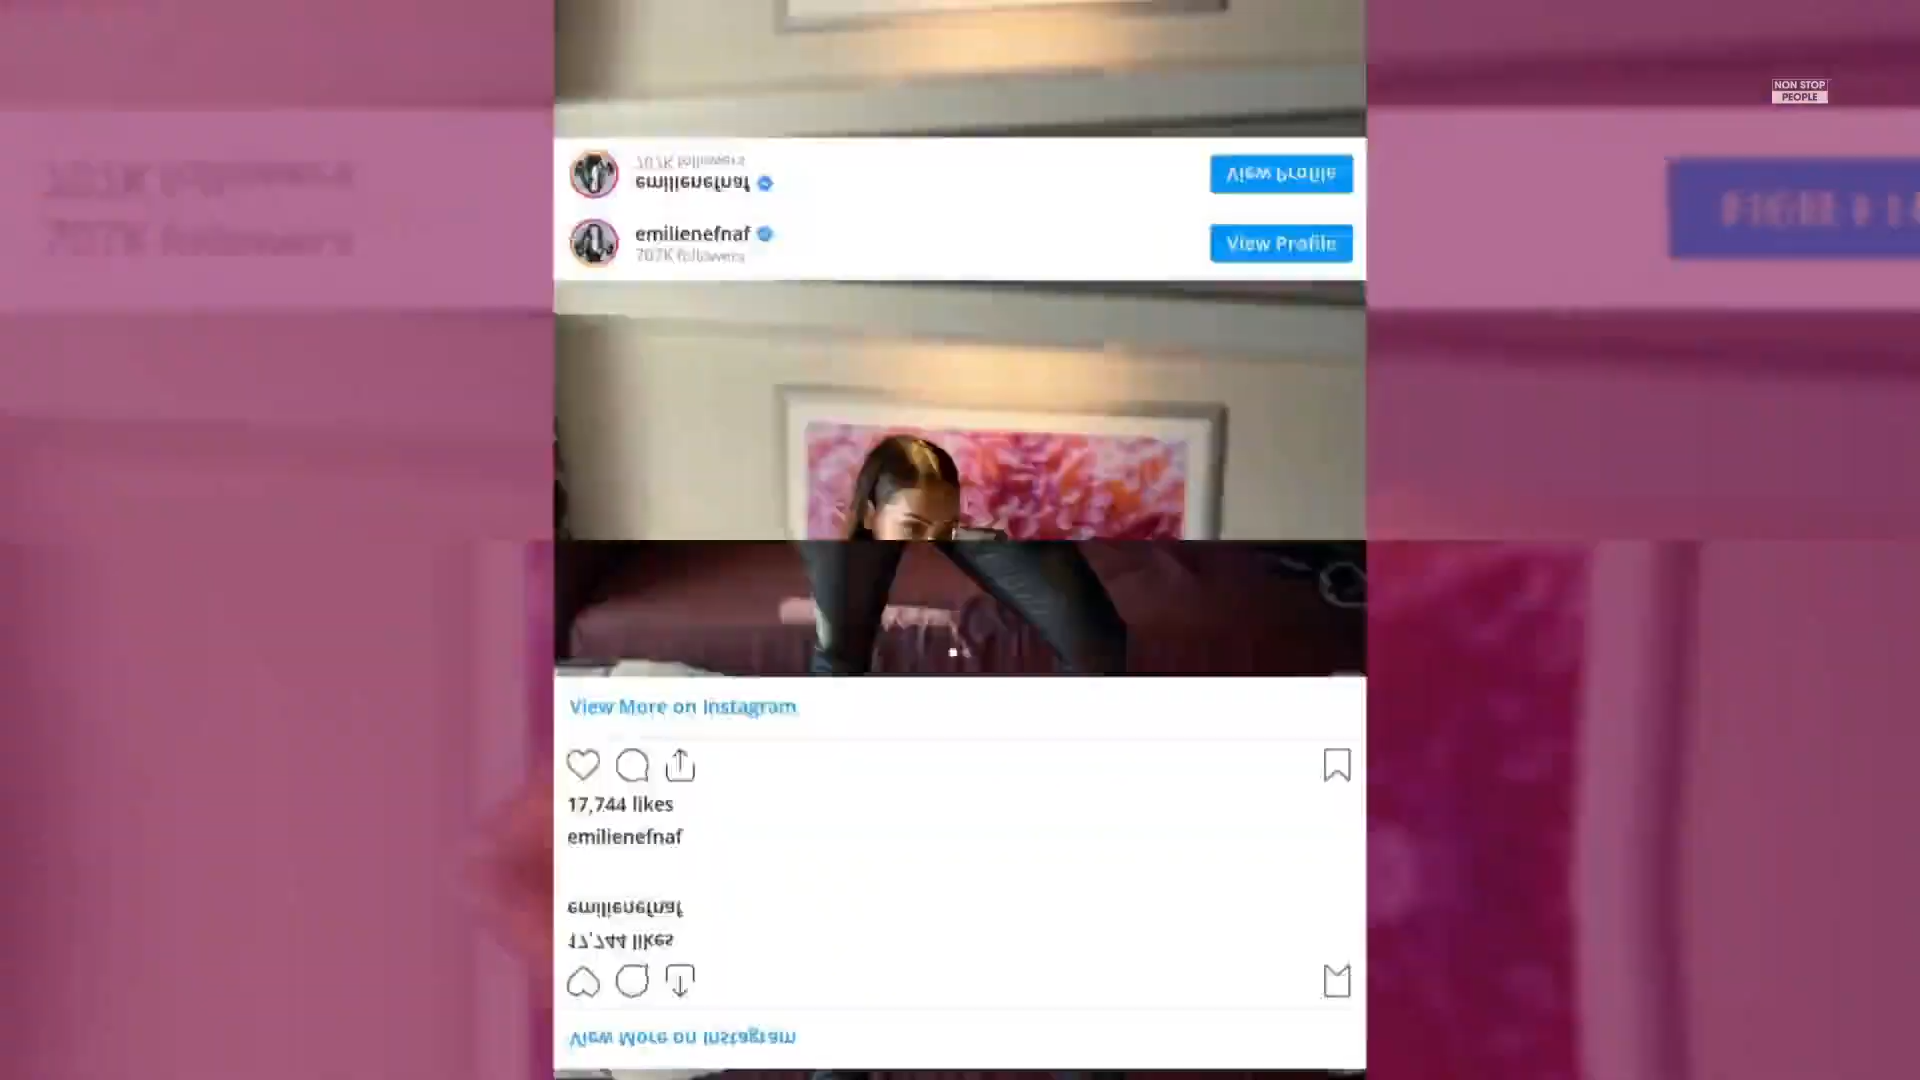 NON STOP
PEOPLE
707K followers
emilienefnaf
View Profile
emilienefnaf
707K followers
View Profile
View More on Instagram
17,744 likes
emilienefnaf
emilienefnaf
17,744 likes
View More on Instagram